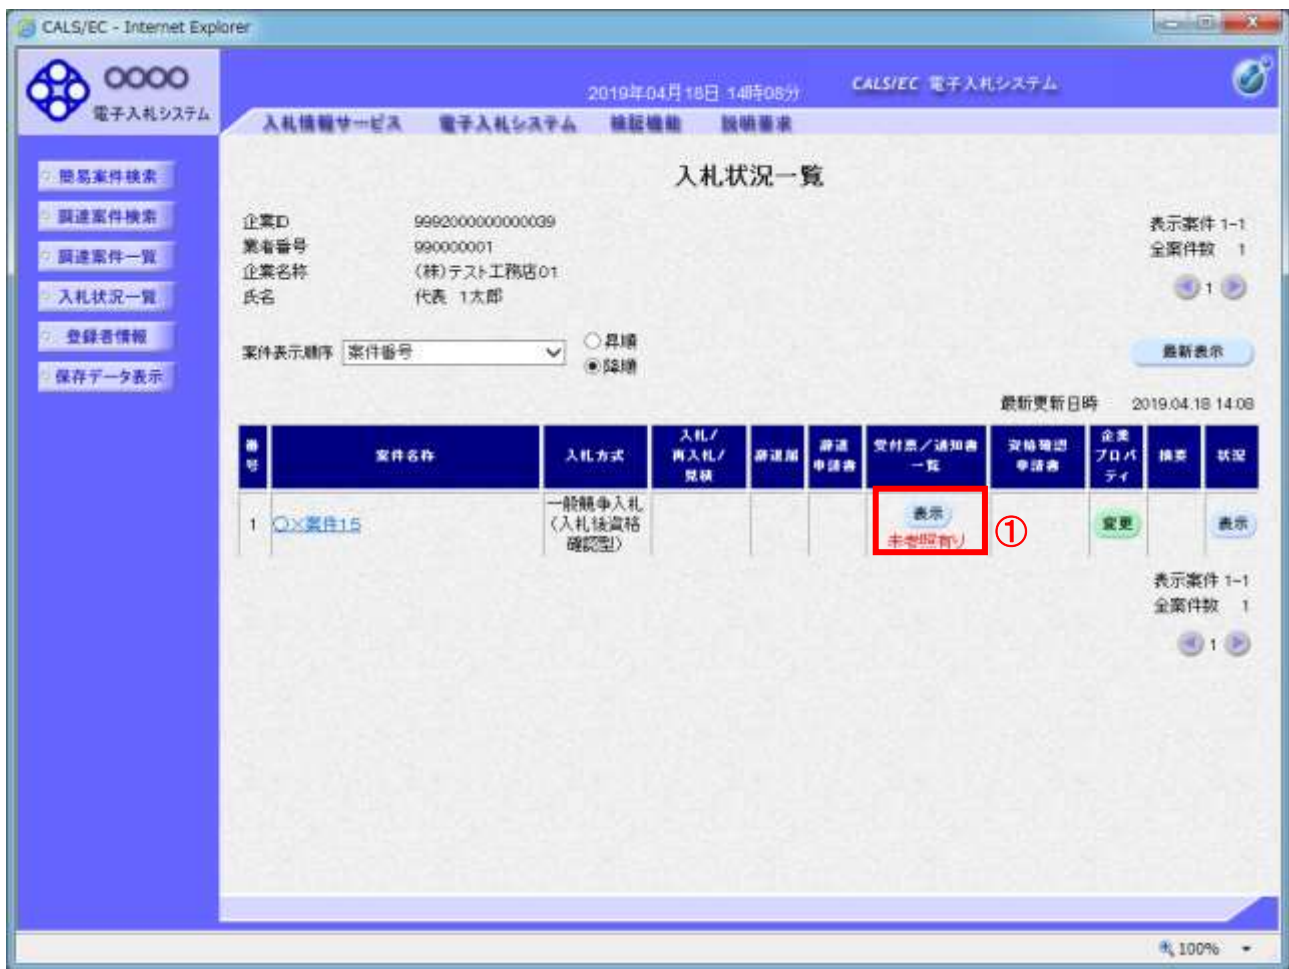 CALS/EC - Internet Explorer
OOOO
電子入札システム
2019年04月18日 14時08分
CALS/EC 電子入札システム
入札情報サービス 電子入札システム 検証機能 説明要求
簡易案件検索
調達案件検索
調達案件一覧
入札状況一覧
登録者情報
保存データ表示
入札状況一覧
企業ID 9992000000000039
業者番号 990000001
企業名称 (株)テスト工務店01
氏名 代表 1太郎
表示案件 1-1
全案件数 1
1
案件表示順序 案件番号
昇順
降順
最新表示
最新更新日時 2019.04.18 14:08
番号 案件名称 入札方式 入札/再入札/見積 辞退届 辞退申請書 受付票/通知書一覧 資格確認申請書 企業プロパティ 摘要 状況
1 〇×案件15 一般競争入札(入札後資格確認型) 表示 未参照有り ① 変更 表示
表示案件 1-1
全案件数 1
1
100%